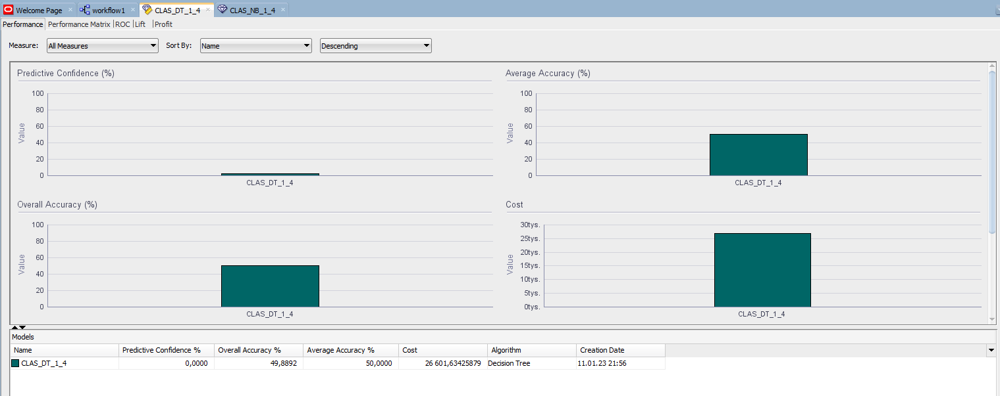 Welcome Page workflow1 CLAS_DT_1_4 CLAS_NB_1_4
Performance Performance Matrix ROC Lift Profit
Measure: All Measures Sort By: Name Descending
Predictive Confidence (%)
100
80
60
40
20
0
Value
CLAS_DT_1_4
Average Accuracy (%)
100
80
60
40
20
0
Value
CLAS_DT_1_4
Overall Accuracy (%)
100
80
60
40
20
0
Value
CLAS_DT_1_4
Cost
30tys.
25tys.
20tys.
15tys.
10tys.
5tys.
0tys.
Value
CLAS_DT_1_4
Models
Name Predictive Confidence % Overall Accuracy % Average Accuracy % Cost Algorithm Creation Date
CLAS_DT_1_4 0,0000 49,8892 50,0000 26 601,63425879 Decision Tree 11.01.23 21:56